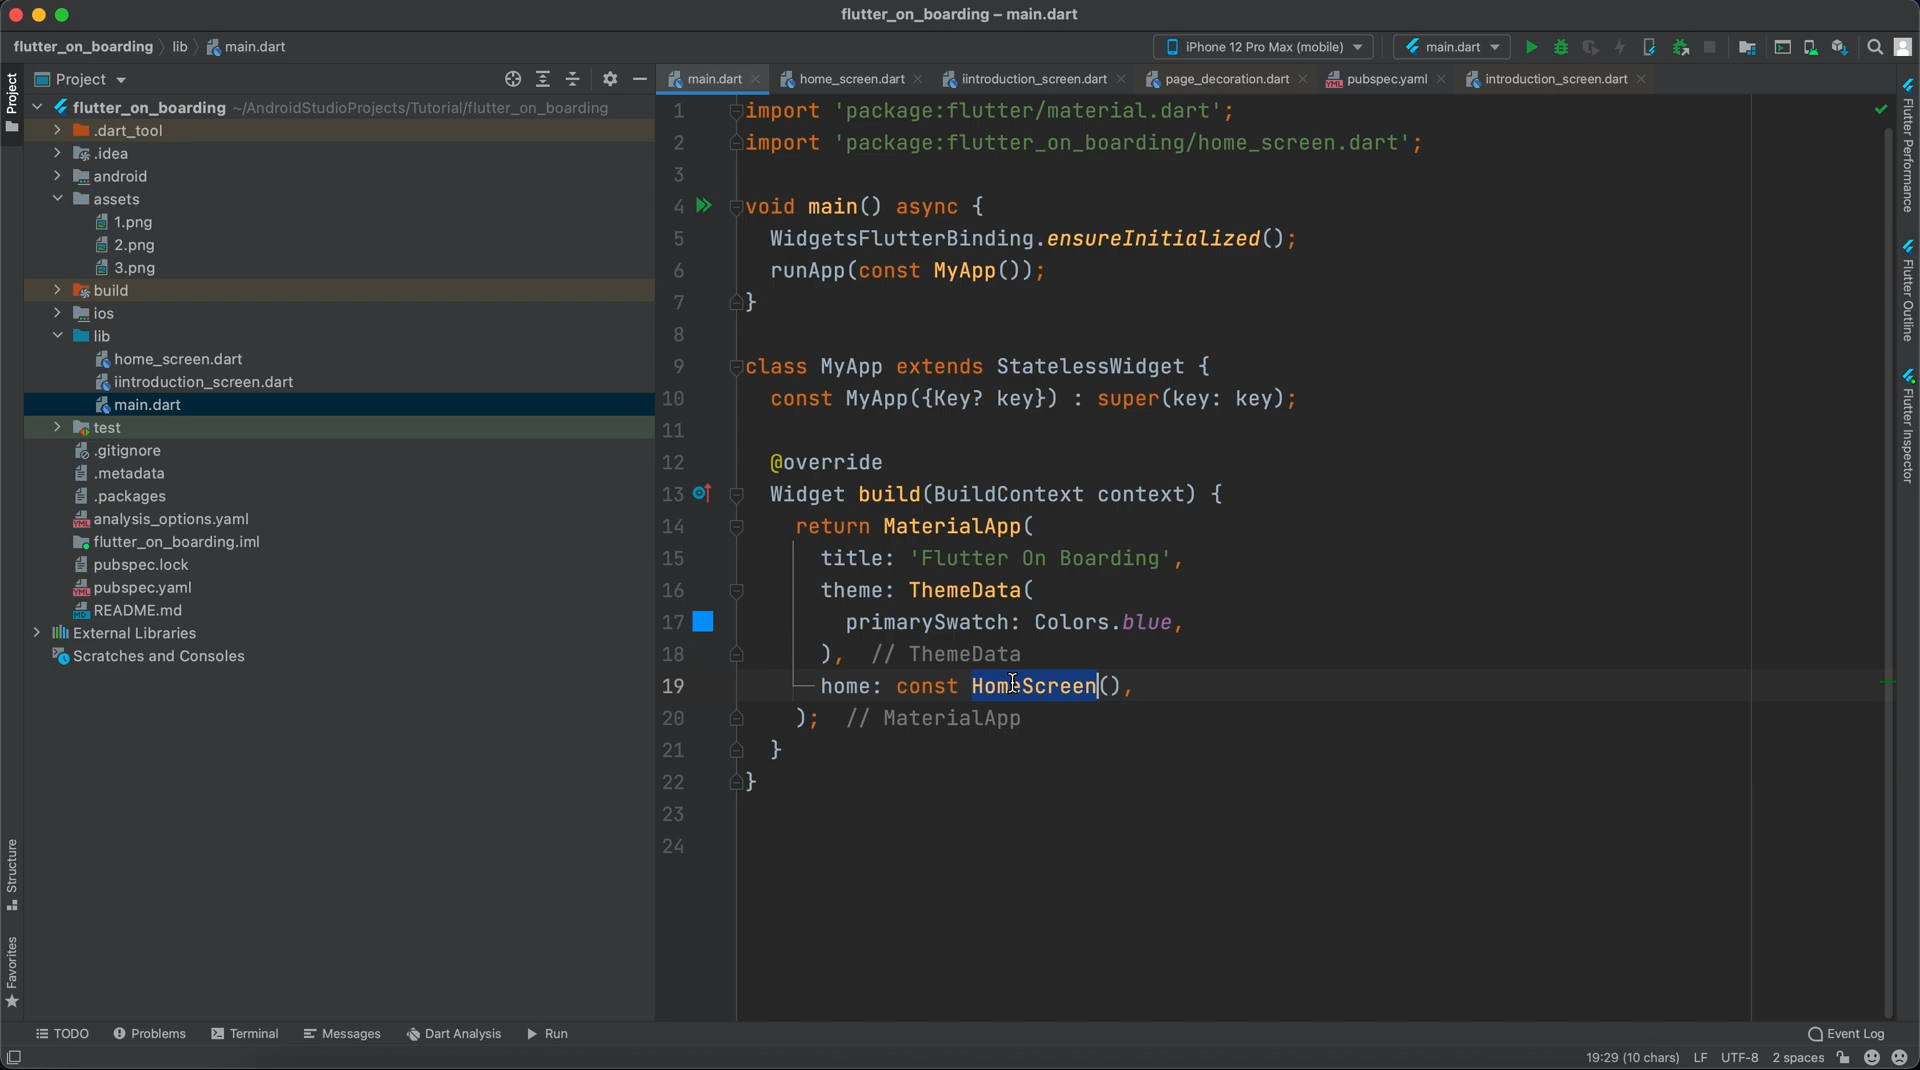 flutter_on_boarding – main.dart
flutter_on_boarding
lib
main.dart
iPhone 12 Pro Max (mobile)
main.dart
Project
Project
main.dart
home_screen.dart
iintroduction_screen.dart
page_decoration.dart
pubspec.yaml
introduction_screen.dart
flutter_on_boarding ~/AndroidStudioProjects/Tutorial/flutter_on_boarding
.dart_tool
.idea
android
assets
1.png
2.png
3.png
build
ios
lib
home_screen.dart
iintroduction_screen.dart
main.dart
test
.gitignore
.metadata
.packages
analysis_options.yaml
flutter_on_boarding.iml
pubspec.lock
pubspec.yaml
README.md
External Libraries
Scratches and Consoles
1 import 'package:flutter/material.dart';
2 import 'package:flutter_on_boarding/home_screen.dart';
3
4 void main() async {
5 WidgetsFlutterBinding.ensureInitialized();
6 runApp(const MyApp());
7 }
8
9 class MyApp extends StatelessWidget {
10 const MyApp({Key? key}) : super(key: key);
11
12 @override
13 Widget build(BuildContext context) {
14 return MaterialApp(
15 title: 'Flutter On Boarding',
16 theme: ThemeData(
17 primarySwatch: Colors.blue,
18 ), // ThemeData
19 home: const HomeScreen(),
20 ); // MaterialApp
21 }
22 }
23
24
Flutter Performance
Flutter Outline
Flutter Inspector
Structure
Favorites
TODO
Problems
Terminal
Messages
Dart Analysis
Run
Event Log
19:29 (10 chars)
LF
UTF-8
2 spaces